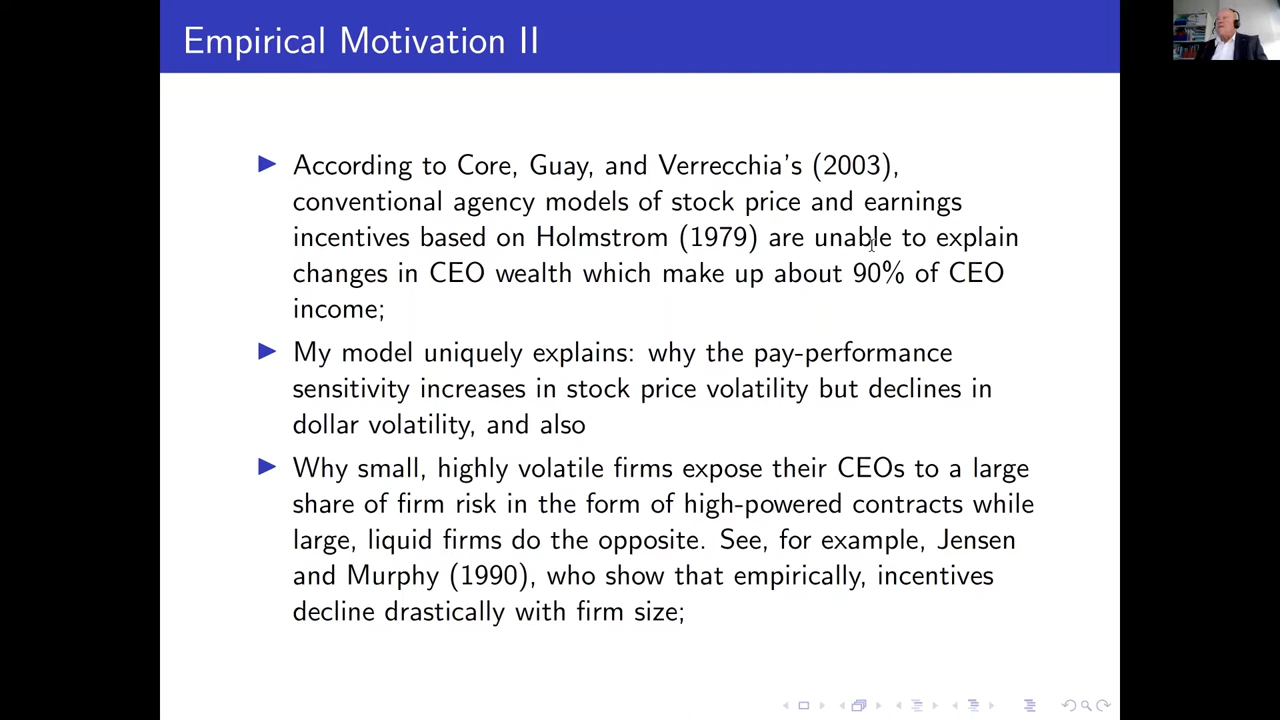 Empirical Motivation II
According to Core, Guay, and Verrecchia's (2003),
conventional agency models of stock price and earnings
incentives based on Holmstrom (1979) are unable to explain
changes in CEO wealth which make up about 90% of CEO
income;
My model uniquely explains: why the pay-performance
sensitivity increases in stock price volatility but declines in
dollar volatility, and also
Why small, highly volatile firms expose their CEOs to a large
share of firm risk in the form of high-powered contracts while
large, liquid firms do the opposite. See, for example, Jensen
and Murphy (1990), who show that empirically, incentives
decline drastically with firm size;